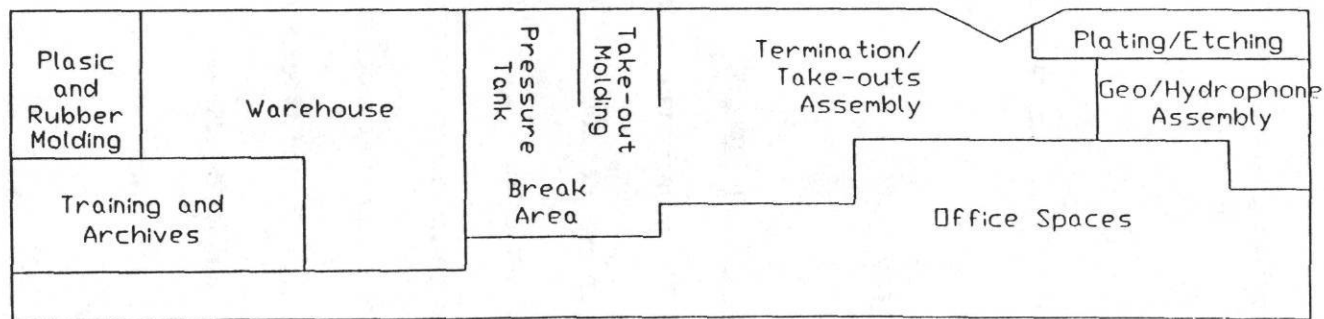 Plasic
and
Rubber
Molding
Warehouse
Training and
Archives
Presssure
Tank
Take-out
Molding
Break
Area
Termination/
Take-outs
Assembly
Plating/Etching
Geo/Hydrophone
Assembly
Office Spaces